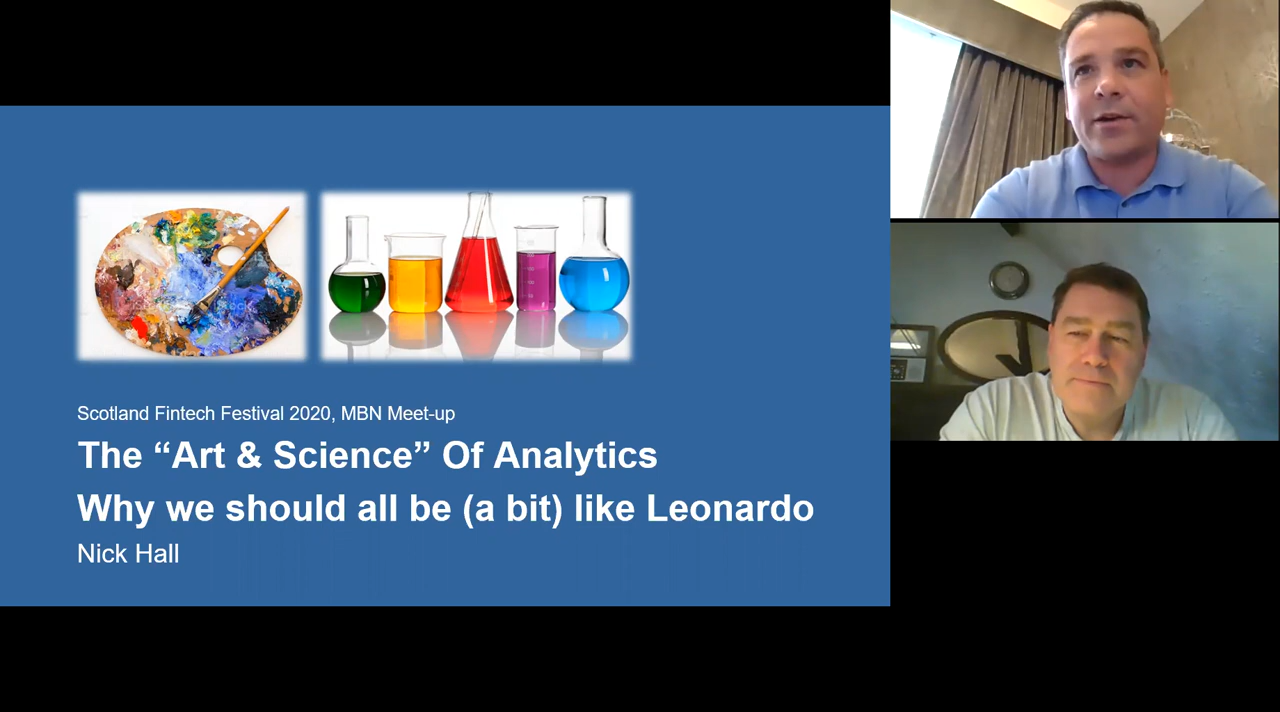 Scotland Fintech Festival 2020, MBN Meet-up
The “Art & Science” Of Analytics
Why we should all be (a bit) like Leonardo
Nick Hall